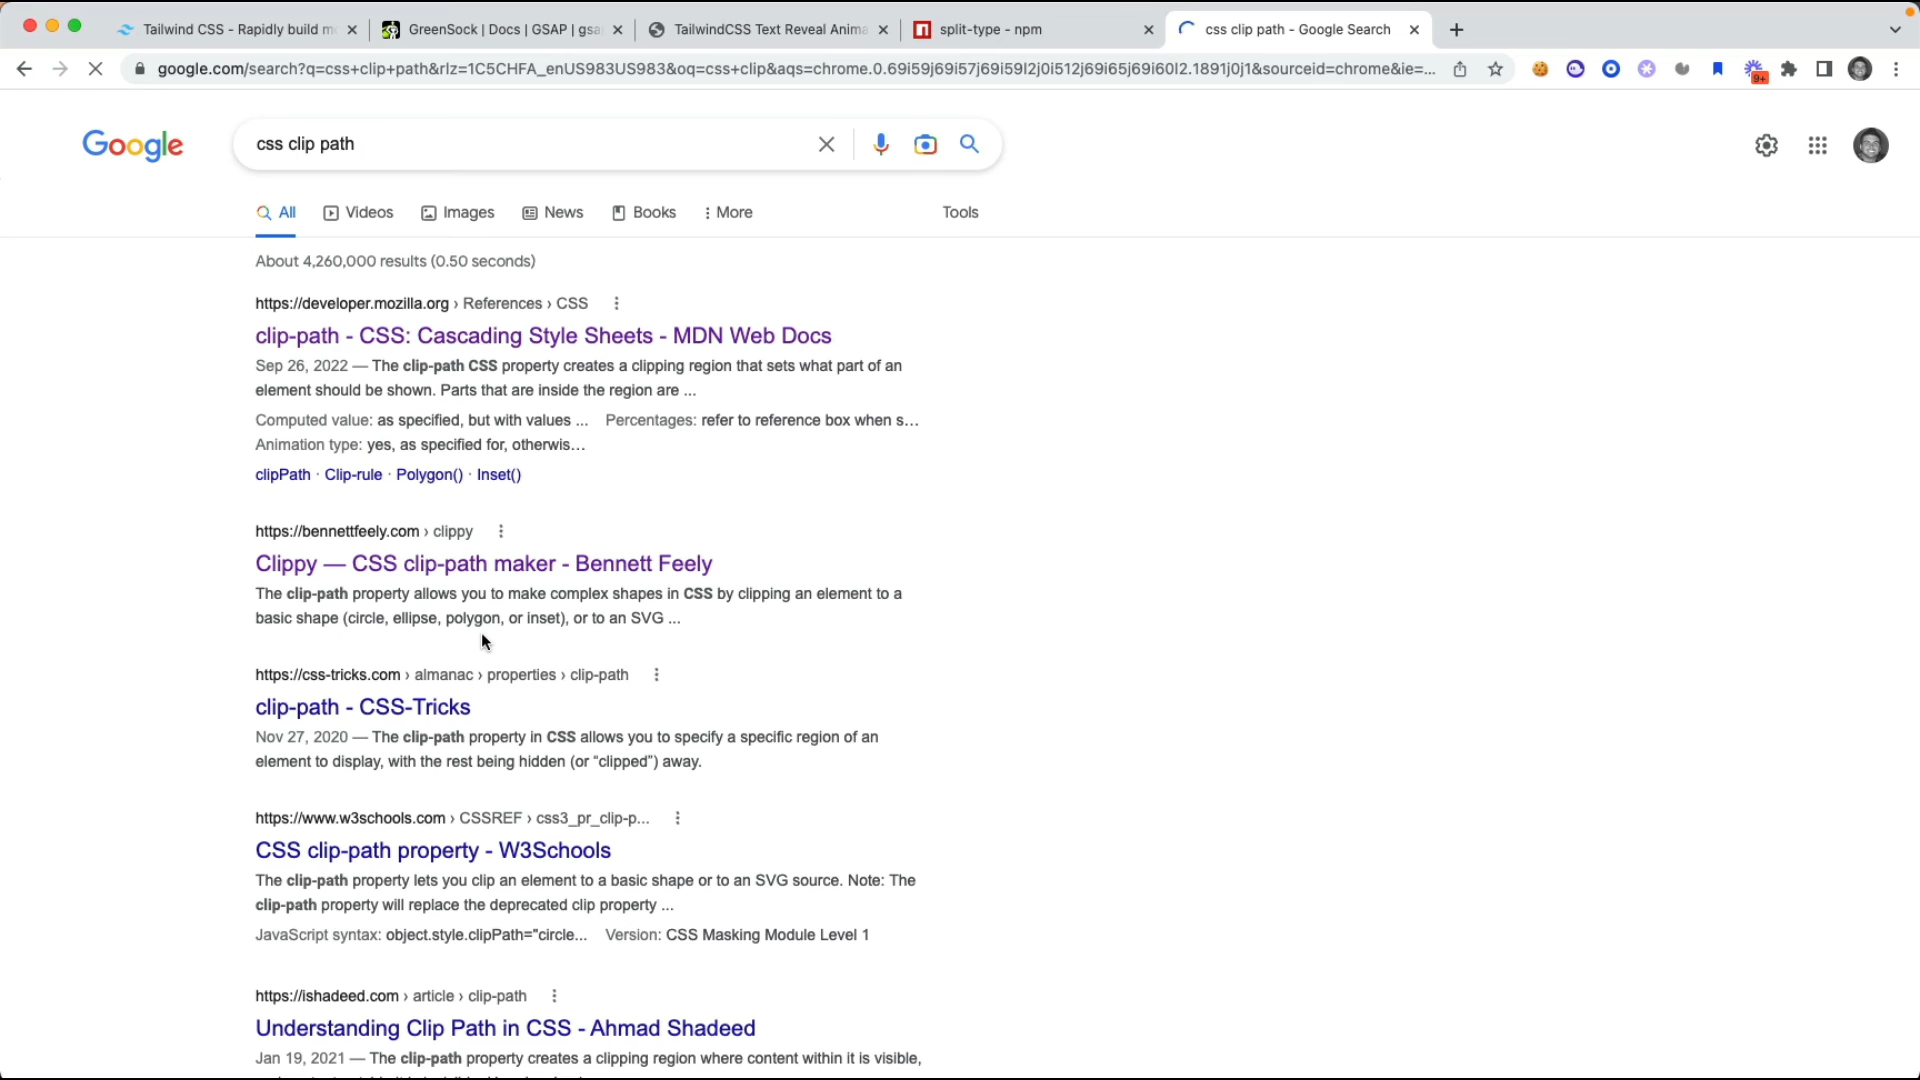 Tailwind CSS - Rapidly build m
GreenSock | Docs | GSAP | gsa
TailwindCSS Text Reveal Anima
split-type - npm
css clip path - Google Search
google.com/search?q=css+clip+path&rlz=1C5CHFA_enUS983US983&oq=css+clip&aqs=chrome.0.69i59j69i57j69i59l2j0i512j69i65j69i60l2.1891j0j1&sourceid=chrome&ie=...
9+
Google
css clip path
All
Videos
Images
News
Books
More
Tools
About 4,260,000 results (0.50 seconds)
https://developer.mozilla.org › References › CSS
clip-path - CSS: Cascading Style Sheets - MDN Web Docs
Sep 26, 2022 — The clip-path CSS property creates a clipping region that sets what part of an
element should be shown. Parts that are inside the region are ...
Computed value: as specified, but with values ... Percentages: refer to reference box when s...
Animation type: yes, as specified for, otherwis...
clipPath · Clip-rule · Polygon() · Inset()
https://bennettfeely.com › clippy
Clippy — CSS clip-path maker - Bennett Feely
The clip-path property allows you to make complex shapes in CSS by clipping an element to a
basic shape (circle, ellipse, polygon, or inset), or to an SVG ...
https://css-tricks.com › almanac › properties › clip-path
clip-path - CSS-Tricks
Nov 27, 2020 — The clip-path property in CSS allows you to specify a specific region of an
element to display, with the rest being hidden (or “clipped”) away.
https://www.w3schools.com › CSSREF › css3_pr_clip-p...
CSS clip-path property - W3Schools
The clip-path property lets you clip an element to a basic shape or to an SVG source. Note: The
clip-path property will replace the deprecated clip property ...
JavaScript syntax: object.style.clipPath="circle... Version: CSS Masking Module Level 1
https://ishadeed.com › article › clip-path
Understanding Clip Path in CSS - Ahmad Shadeed
Jan 19, 2021 — The clip-path property creates a clipping region where content within it is visible,